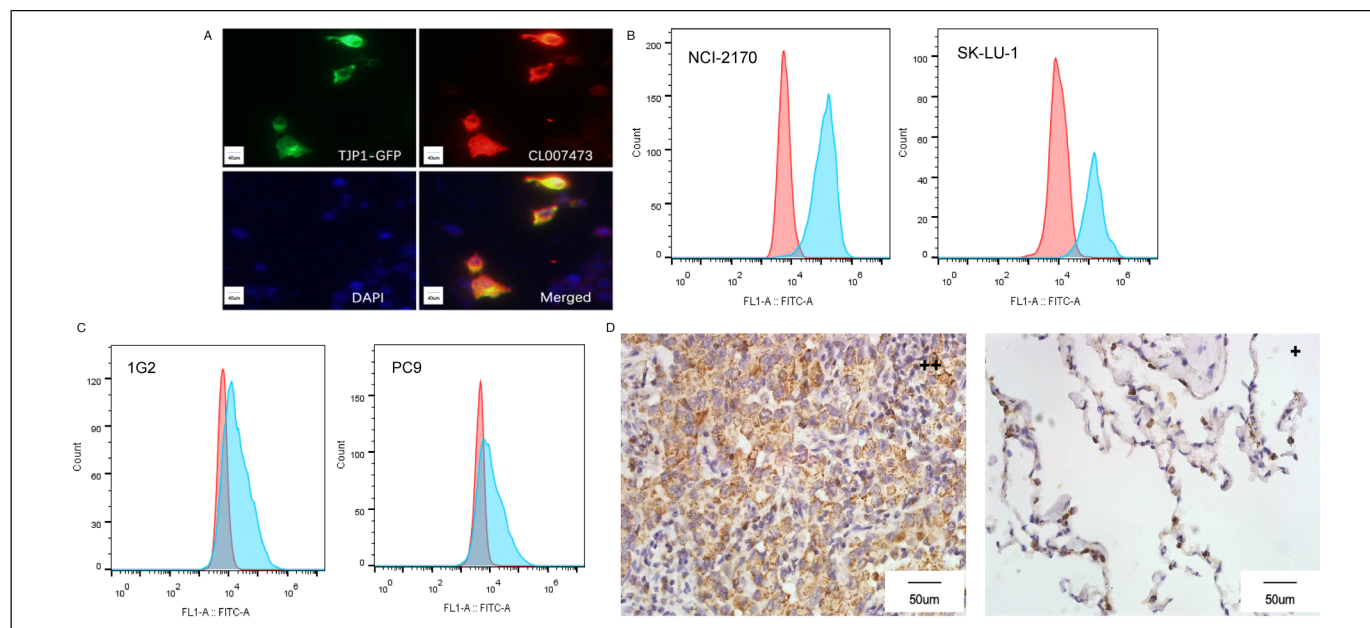 A
TJP1-GFP
CL007473
DAPI
Merged
40um
40um
40um
40um
B
NCI-2170
200
150
100
50
0
Count
10^0
10^2
10^4
10^6
FL1-A :: FITC-A
SK-LU-1
100
80
60
40
20
0
Count
10^0
10^2
10^4
10^6
FL1-A :: FITC-A
C
1G2
120
90
60
30
0
Count
10^0
10^2
10^4
10^6
FL1-A :: FITC-A
PC9
150
100
50
0
Count
10^0
10^2
10^4
10^6
FL1-A :: FITC-A
D
++
50um
+
50um